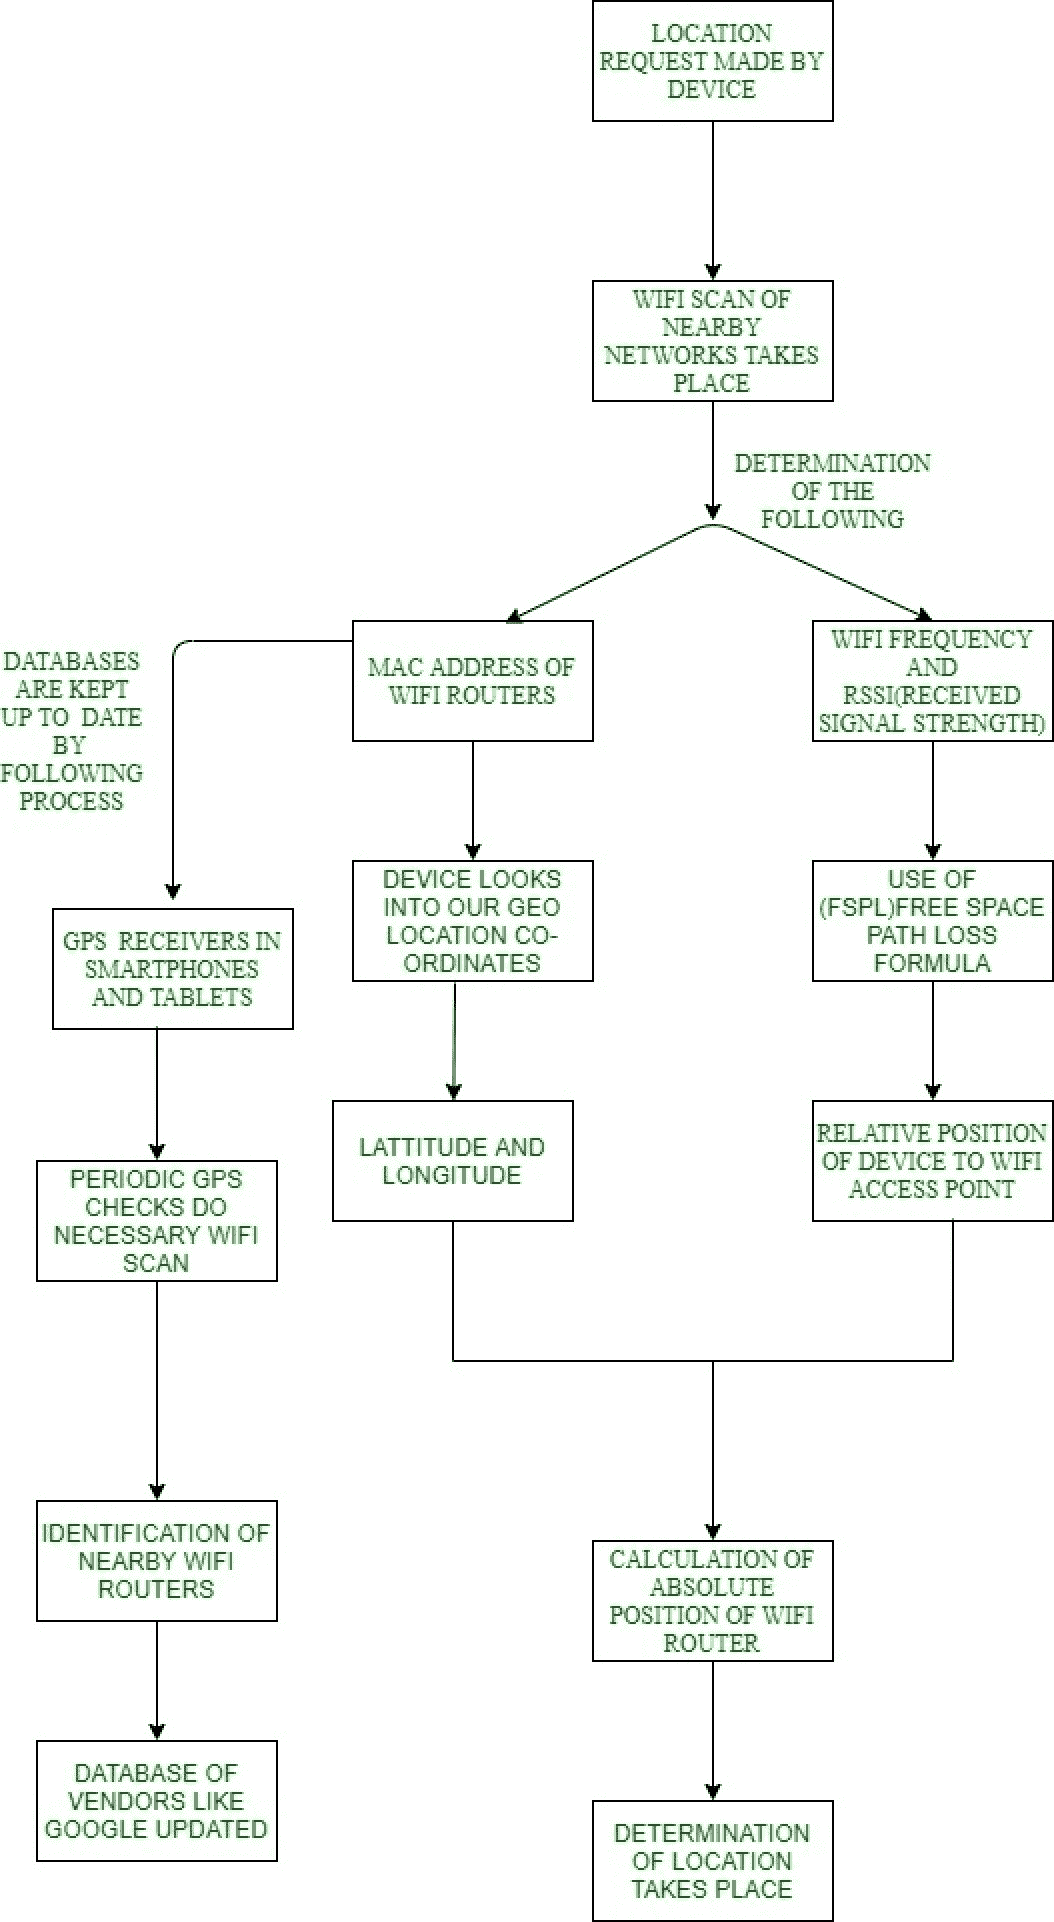 LOCATION
REQUEST MADE BY
DEVICE
WIFI SCAN OF
NEARBY
NETWORKS TAKES
PLACE
DETERMINATION
OF THE
FOLLOWING
DATABASES
ARE KEPT
UP TO  DATE
BY
FOLLOWING
PROCESS
MAC ADDRESS OF
WIFI ROUTERS
WIFI FREQUENCY
AND
RSSI(RECEIVED
SIGNAL STRENGTH)
GPS  RECEIVERS IN
SMARTPHONES
AND TABLETS
DEVICE LOOKS
INTO OUR GEO
LOCATION CO-
ORDINATES
USE OF
(FSPL)FREE SPACE
PATH LOSS
FORMULA
PERIODIC GPS
CHECKS DO
NECESSARY WIFI
SCAN
LATTITUDE AND
LONGITUDE
RELATIVE POSITION
OF DEVICE TO WIFI
ACCESS POINT
IDENTIFICATION OF
NEARBY WIFI
ROUTERS
CALCULATION OF
ABSOLUTE
POSITION OF WIFI
ROUTER
DATABASE OF
VENDORS LIKE
GOOGLE UPDATED
DETERMINATION
OF LOCATION
TAKES PLACE